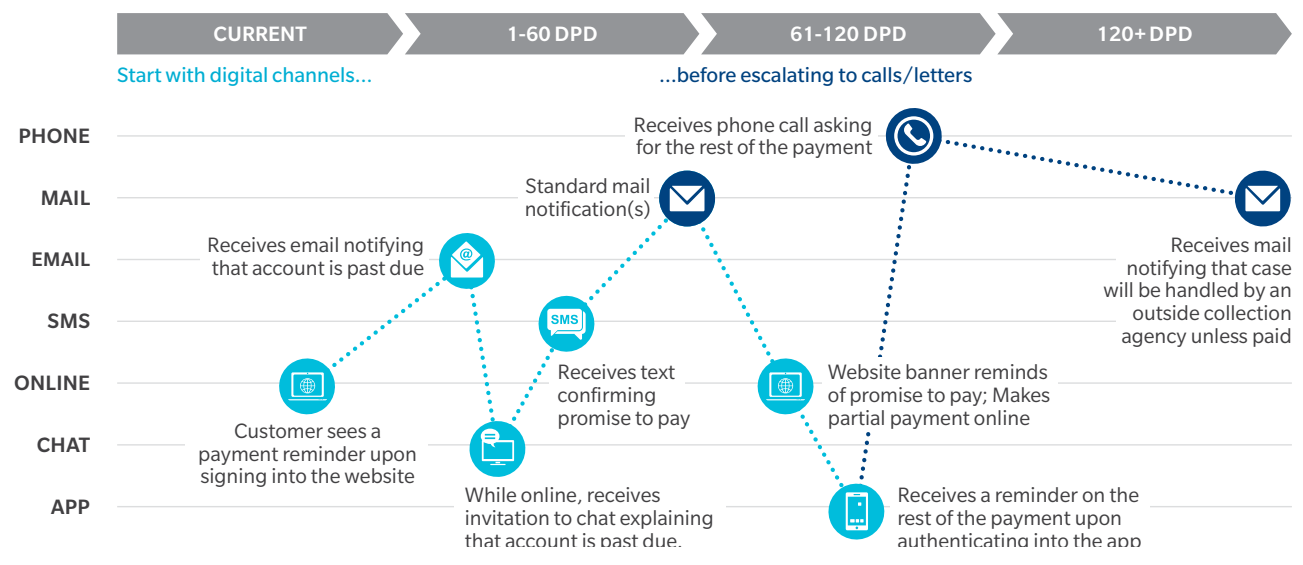 CURRENT
1-60 DPD
61-120 DPD
120+ DPD
Start with digital channels...
...before escalating to calls/letters
PHONE
Receives phone call asking
for the rest of the payment
MAIL
Standard mail
notification(s)
Receives mail
notifying that case
will be handled by an
outside collection
agency unless paid
EMAIL
Receives email notifying
that account is past due
@
SMS
SMS
Receives text
confirming
promise to pay
ONLINE
Customer sees a
payment reminder upon
signing into the website
Website banner reminds
of promise to pay; Makes
partial payment online
CHAT
While online, receives
invitation to chat explaining
that account is past due.
APP
Receives a reminder on the
rest of the payment upon
authenticating into the app